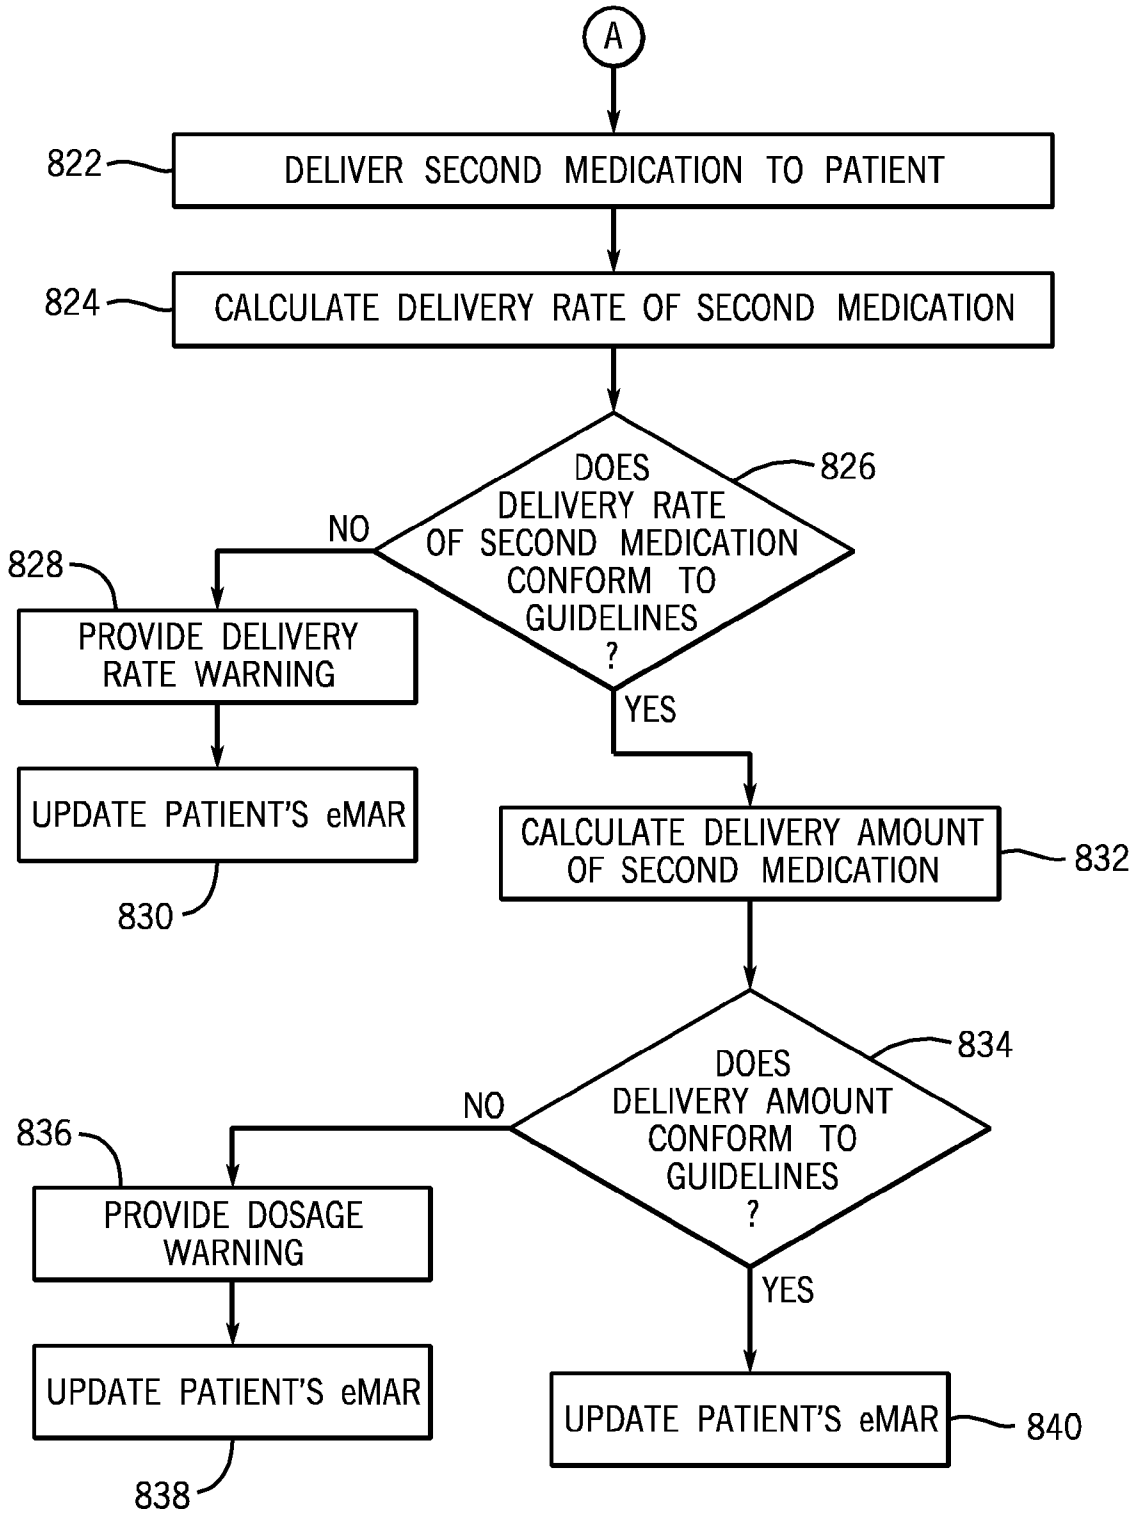 A
822
DELIVER SECOND MEDICATION TO PATIENT
824
CALCULATE DELIVERY RATE OF SECOND MEDICATION
826
DOES
DELIVERY RATE
OF SECOND MEDICATION
CONFORM TO
GUIDELINES
?
NO
YES
828
PROVIDE DELIVERY
RATE WARNING
UPDATE PATIENT'S eMAR
830
CALCULATE DELIVERY AMOUNT
OF SECOND MEDICATION
832
834
DOES
DELIVERY AMOUNT
CONFORM TO
GUIDELINES
?
NO
YES
836
PROVIDE DOSAGE
WARNING
UPDATE PATIENT'S eMAR
838
UPDATE PATIENT'S eMAR
840